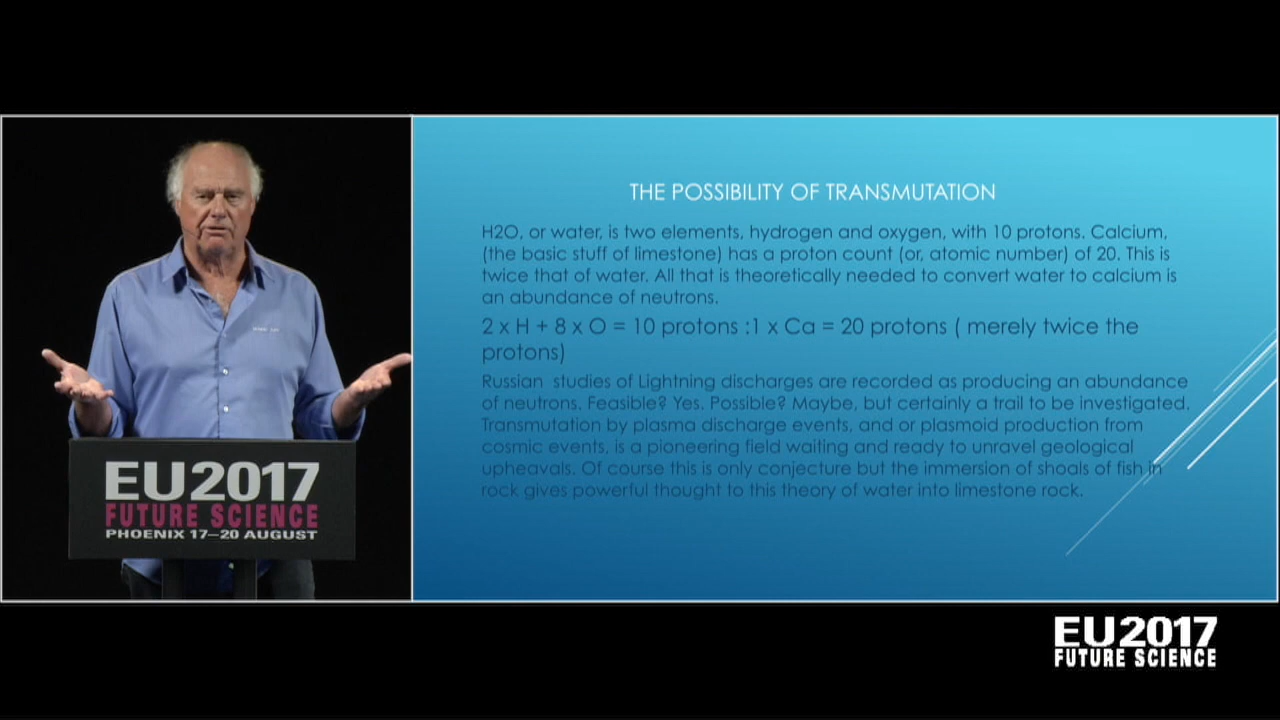 THE POSSIBILITY OF TRANSMUTATION
H2O, or water, is two elements, hydrogen and oxygen, with 10 protons. Calcium,
(the basic stuff of limestone) has a proton count (or, atomic number) of 20. This is
twice that of water. All that is theoretically needed to convert water to calcium is
an abundance of neutrons.
2 x H + 8 x O = 10 protons :1 x Ca = 20 protons ( merely twice the
protons)
Russian studies of Lightning discharges are recorded as producing an abundance
of neutrons. Feasible? Yes. Possible? Maybe, but certainly a trail to be investigated.
Transmutation by plasma discharge events, and or plasmoid production from
cosmic events, is a pioneering field waiting and ready to unravel geological
upheavals. Of course this is only conjecture but the immersion of shoals of fish in
rock gives powerful thought to this theory of water into limestone rock.
EU2017
FUTURE SCIENCE
PHOENIX 17–20 AUGUST
EU2017
FUTURE SCIENCE